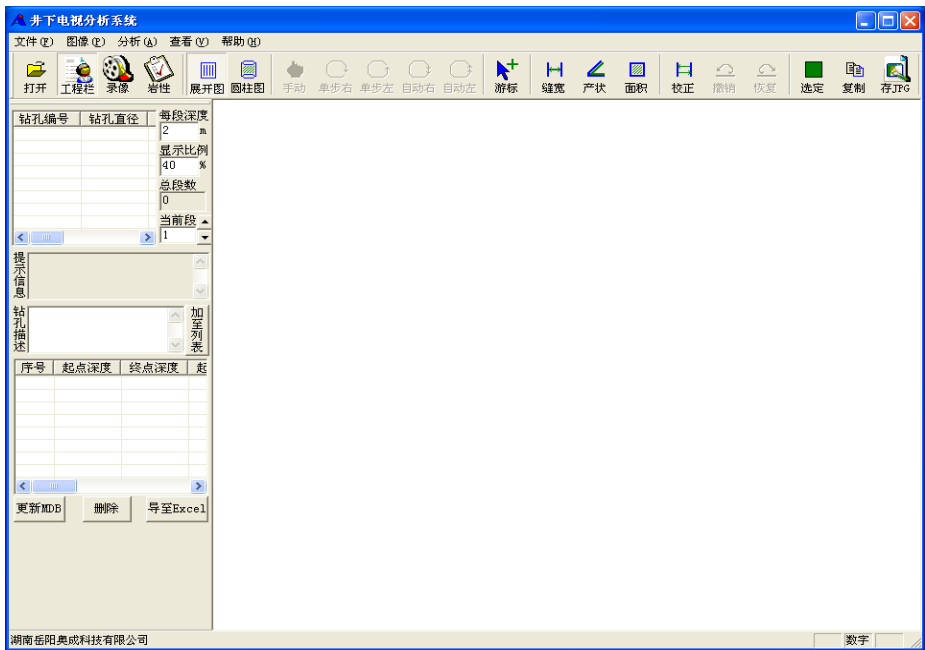 井下电视分析系统
文件(F) 图像(P) 分析(A) 查看(V) 帮助(H)
打开 工程栏 录像 岩性 展开图 圆柱图 手动 单步右 单步左 自动右 自动左 游标 缝宽 产状 面积 校正 撤销 恢复 选定 复制 存JPG
钻孔编号 钻孔直径
每段深度
2 m
显示比例
40 %
总段数
0
当前段
1
提示信息
钻孔描述
加至列表
序号 起点深度 终点深度 起
更新MDB 删除 导至Excel
湖南岳阳奥成科技有限公司 数字